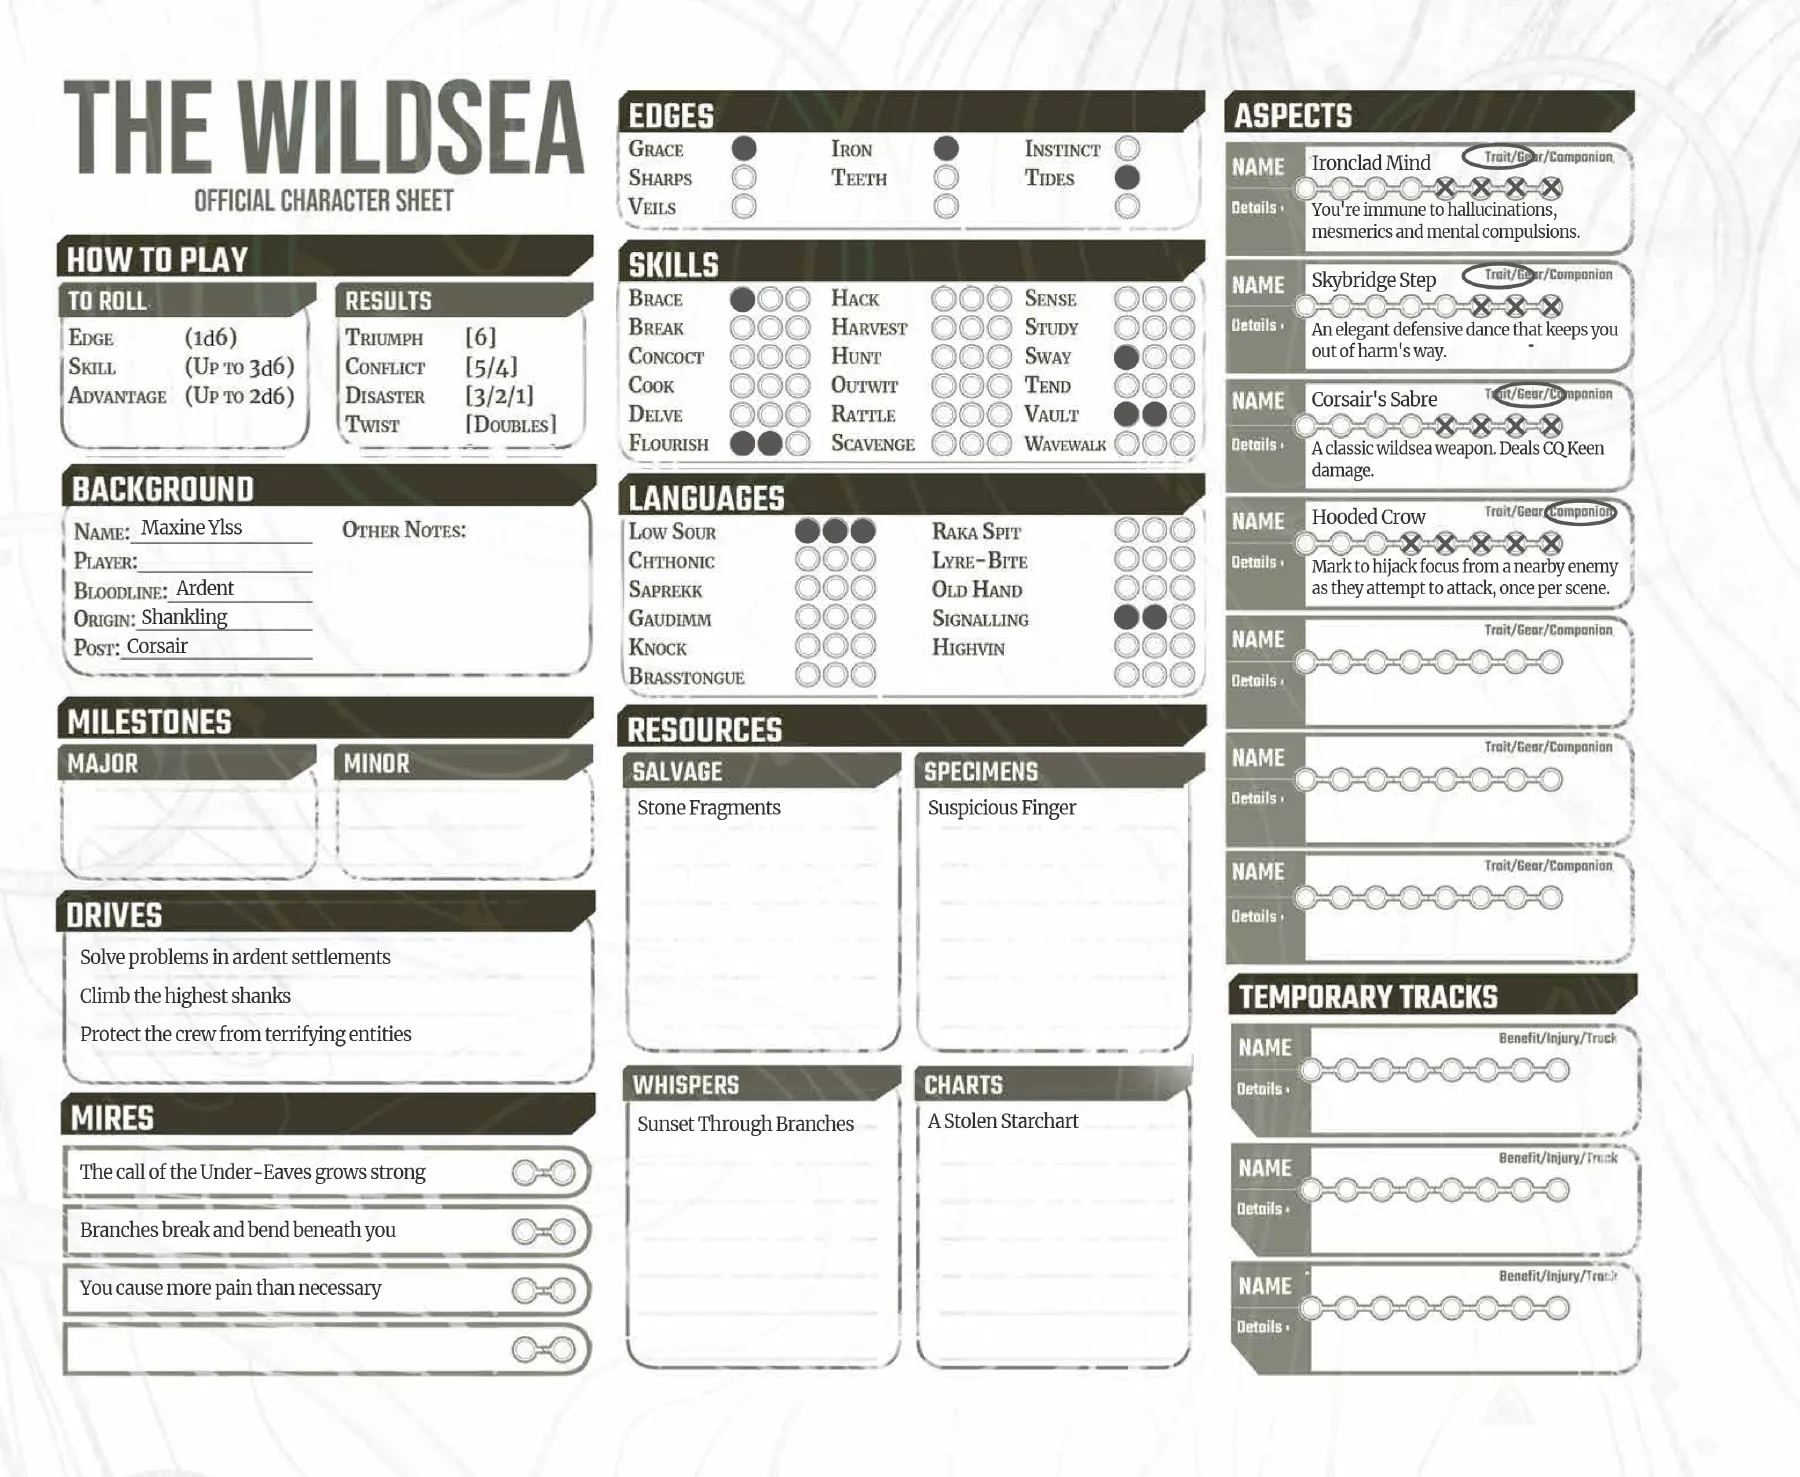 THE WILDSEA
OFFICIAL CHARACTER SHEET
HOW TO PLAY
TO ROLL
EDGE (1d6)
SKILL (UP TO 3d6)
ADVANTAGE (UP TO 2d6)
RESULTS
TRIUMPH [6]
CONFLICT [5/4]
DISASTER [3/2/1]
TWIST [DOUBLES]
BACKGROUND
NAME: Maxine Ylss
PLAYER:
BLOODLINE: Ardent
ORIGIN: Shankling
POST: Corsair
OTHER NOTES:
MILESTONES
MAJOR
MINOR
DRIVES
Solve problems in ardent settlements
Climb the highest shanks
Protect the crew from terrifying entities
MIRES
The call of the Under-Eaves grows strong
Branches break and bend beneath you
You cause more pain than necessary
EDGES
GRACE IRON INSTINCT
SHARPS TEETH TIDES
VEILS
SKILLS
BRACE HACK SENSE
BREAK HARVEST STUDY
CONCOCT HUNT SWAY
COOK OUTWIT TEND
DELVE RATTLE VAULT
FLOURISH SCAVENGE WAVEWALK
LANGUAGES
LOW SOUR RAKA SPIT
CHTHONIC LYRE-BITE
SAPREKK OLD HAND
GAUDIMM SIGNALLING
KNOCK HIGHVIN
BRASSTONGUE
RESOURCES
SALVAGE
Stone Fragments
SPECIMENS
Suspicious Finger
WHISPERS
Sunset Through Branches
CHARTS
A Stolen Starchart
ASPECTS
NAME Ironclad Mind Trait/Gear/Companion
Details
You're immune to hallucinations,
mesmerics and mental compulsions.
NAME Skybridge Step Trait/Gear/Companion
Details
An elegant defensive dance that keeps you
out of harm's way.
NAME Corsair's Sabre Trait/Gear/Companion
Details
A classic wildsea weapon. Deals CQ Keen
damage.
NAME Hooded Crow Trait/Gear/Companion
Details
Mark to hijack focus from a nearby enemy
as they attempt to attack, once per scene.
NAME Trait/Gear/Companion
Details
NAME Trait/Gear/Companion
Details
NAME Trait/Gear/Companion
Details
TEMPORARY TRACKS
NAME Benefit/Injury/Track
Details
NAME Benefit/Injury/Track
Details
NAME Benefit/Injury/Track
Details